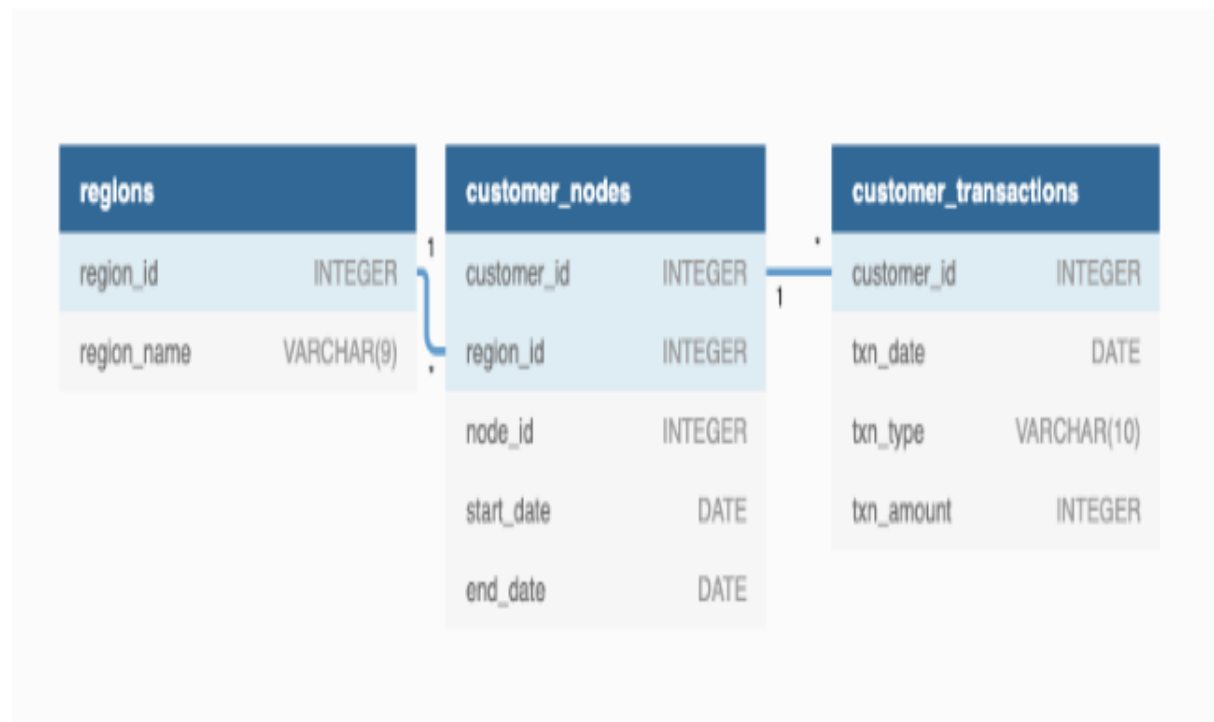 regions
region_id INTEGER
region_name VARCHAR(9)
1
*
customer_nodes
customer_id INTEGER
region_id INTEGER
node_id INTEGER
start_date DATE
end_date DATE
1
*
customer_transactions
customer_id INTEGER
txn_date DATE
txn_type VARCHAR(10)
txn_amount INTEGER